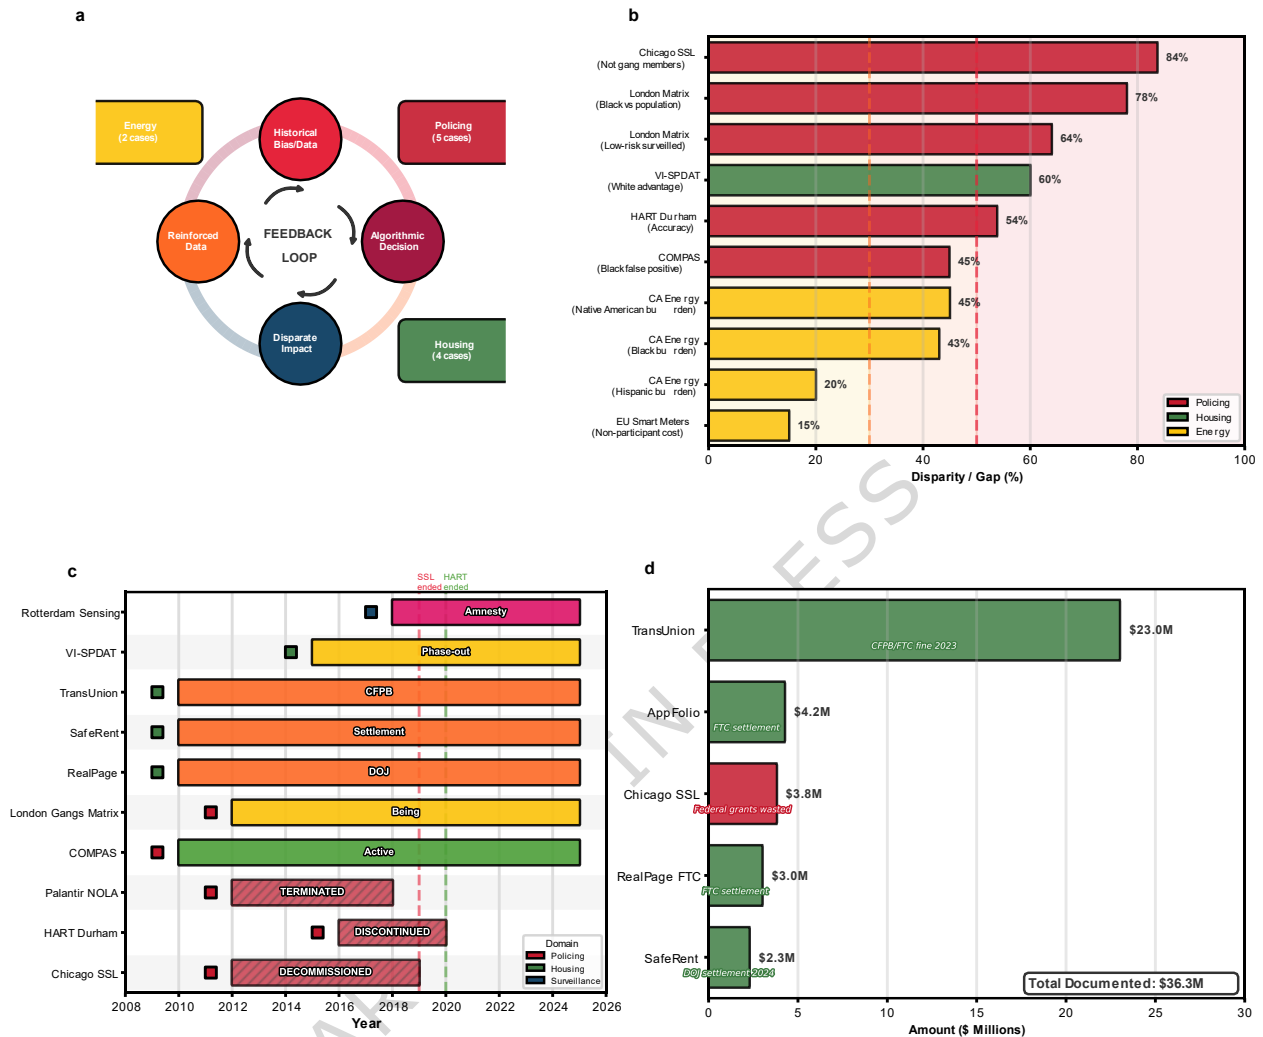 a
Energy
(2 cases)
Historical
Bias/Data
Policing
(5 cases)
Reinforced
Data
FEEDBACK
LOOP
Algorithmic
Decision
Disparate
Impact
Housing
(4 cases)
b
Chicago SSL
(Not gang members)
84%
London Matrix
(Black vs population)
78%
London Matrix
(Low-risk surveilled)
64%
VI-SPDAT
(White advantage)
60%
HART Durham
(Accuracy)
54%
COMPAS
(Black false positive)
45%
CA Energy
(Native American burden)
45%
CA Energy
(Black burden)
43%
CA Energy
(Hispanic burden)
20%
EU Smart Meters
(Non-participant cost)
15%
Policing
Housing
Energy
0 20 40 60 80 100
Disparity / Gap (%)
c
SSL
ended
HART
ended
Rotterdam Sensing
Amnesty
VI-SPDAT
Phase-out
TransUnion
CFPB
SafeRent
Settlement
RealPage
DOJ
London Gangs Matrix
Being
COMPAS
Active
Palantir NOLA
TERMINATED
HART Durham
DISCONTINUED
Chicago SSL
DECOMMISSIONED
Domain
Policing
Housing
Surveillance
2008 2010 2012 2014 2016 2018 2020 2022 2024 2026
Year
d
TransUnion
CFPB/FTC fine 2023
$23.0M
AppFolio
FTC settlement
$4.2M
Chicago SSL
Federal grants wasted
$3.8M
RealPage FTC
FTC settlement
$3.0M
SafeRent
DOJ settlement 2024
$2.3M
Total Documented: $36.3M
0 5 10 15 20 25 30
Amount ($ Millions)
IN
ESS